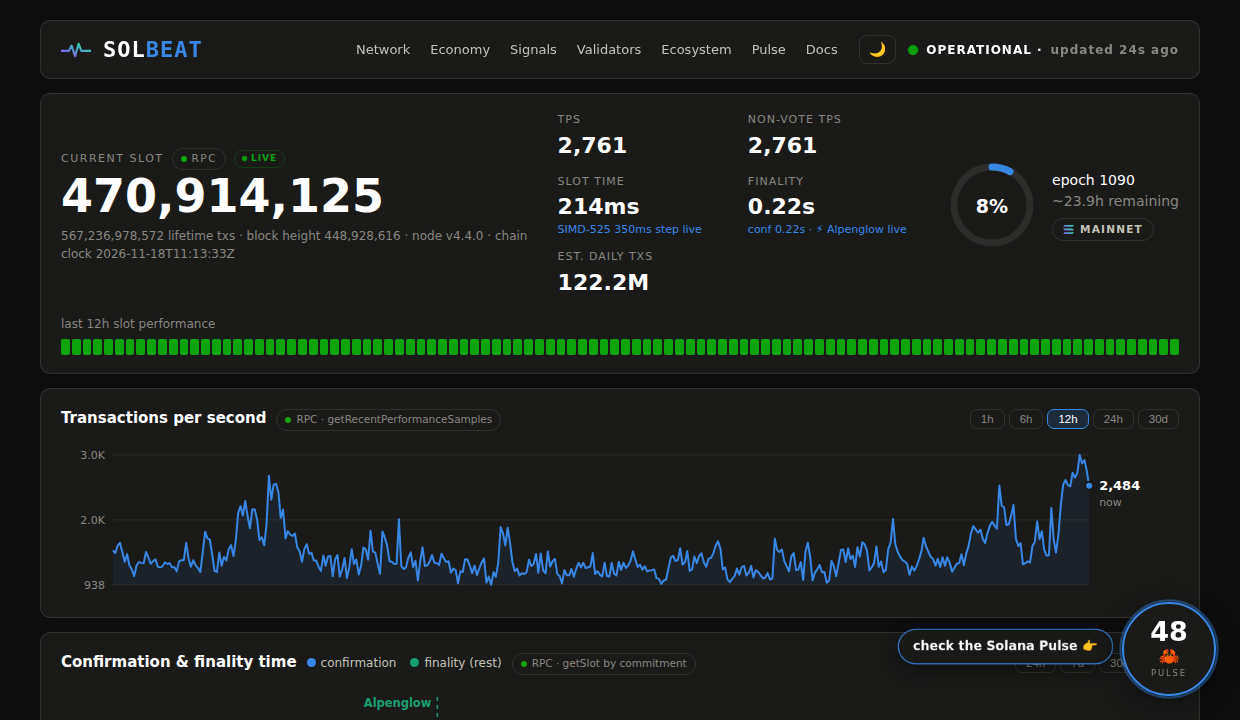 SOLBEAT
Network Economy Signals Validators Ecosystem Pulse Docs
OPERATIONAL · updated 24s ago
CURRENT SLOT RPC LIVE
470,914,125
567,236,978,572 lifetime txs · block height 448,928,616 · node v4.4.0 · chain
clock 2026-11-18T11:13:33Z
TPS
2,761
NON-VOTE TPS
2,761
SLOT TIME
214ms
SIMD-525 350ms step live
FINALITY
0.22s
conf 0.22s · ⚡ Alpenglow live
EST. DAILY TXS
122.2M
8%
epoch 1090
~23.9h remaining
MAINNET
last 12h slot performance
Transactions per second RPC · getRecentPerformanceSamples
1h 6h 12h 24h 30d
3.0K
2.0K
938
2,484
now
Confirmation & finality time confirmation finality (rest) RPC · getSlot by commitment
Alpenglow
check the Solana Pulse 👉
48
PULSE